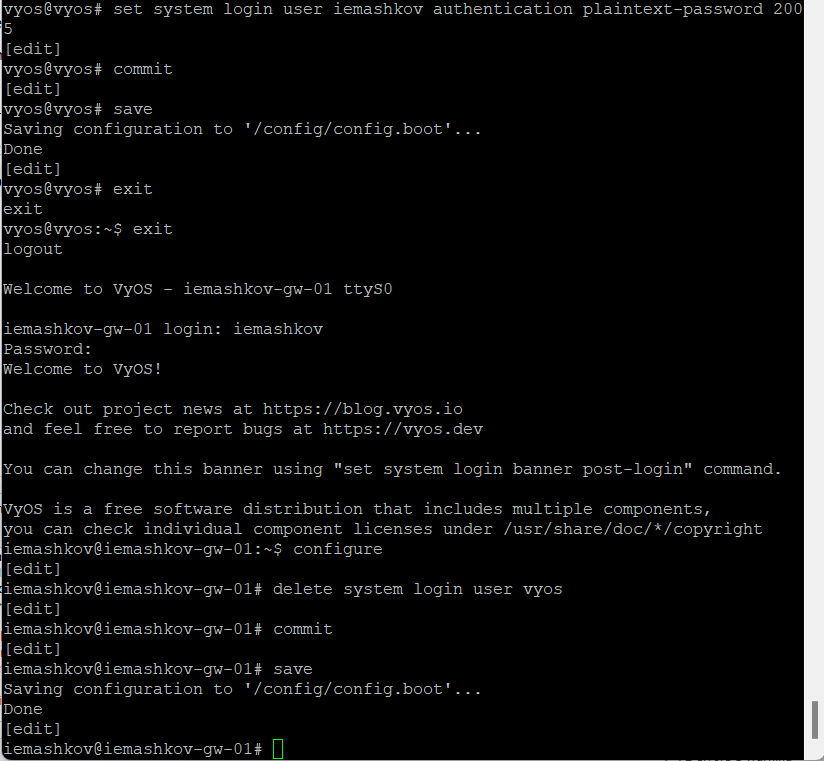 vyos@vyos# set system login user iemashkov authentication plaintext-password 200
5
[edit]
vyos@vyos# commit
[edit]
vyos@vyos# save
Saving configuration to '/config/config.boot'...
Done
[edit]
vyos@vyos# exit
exit
vyos@vyos:~$ exit
logout
Welcome to VyOS - iemashkov-gw-01 ttyS0
iemashkov-gw-01 login: iemashkov
Password:
Welcome to VyOS!
Check out project news at https://blog.vyos.io
and feel free to report bugs at https://vyos.dev
You can change this banner using "set system login banner post-login" command.
VyOS is a free software distribution that includes multiple components,
you can check individual component licenses under /usr/share/doc/*/copyright
iemashkov@iemashkov-gw-01:~$ configure
[edit]
iemashkov@iemashkov-gw-01# delete system login user vyos
[edit]
iemashkov@iemashkov-gw-01# commit
[edit]
iemashkov@iemashkov-gw-01# save
Saving configuration to '/config/config.boot'...
Done
[edit]
iemashkov@iemashkov-gw-01#